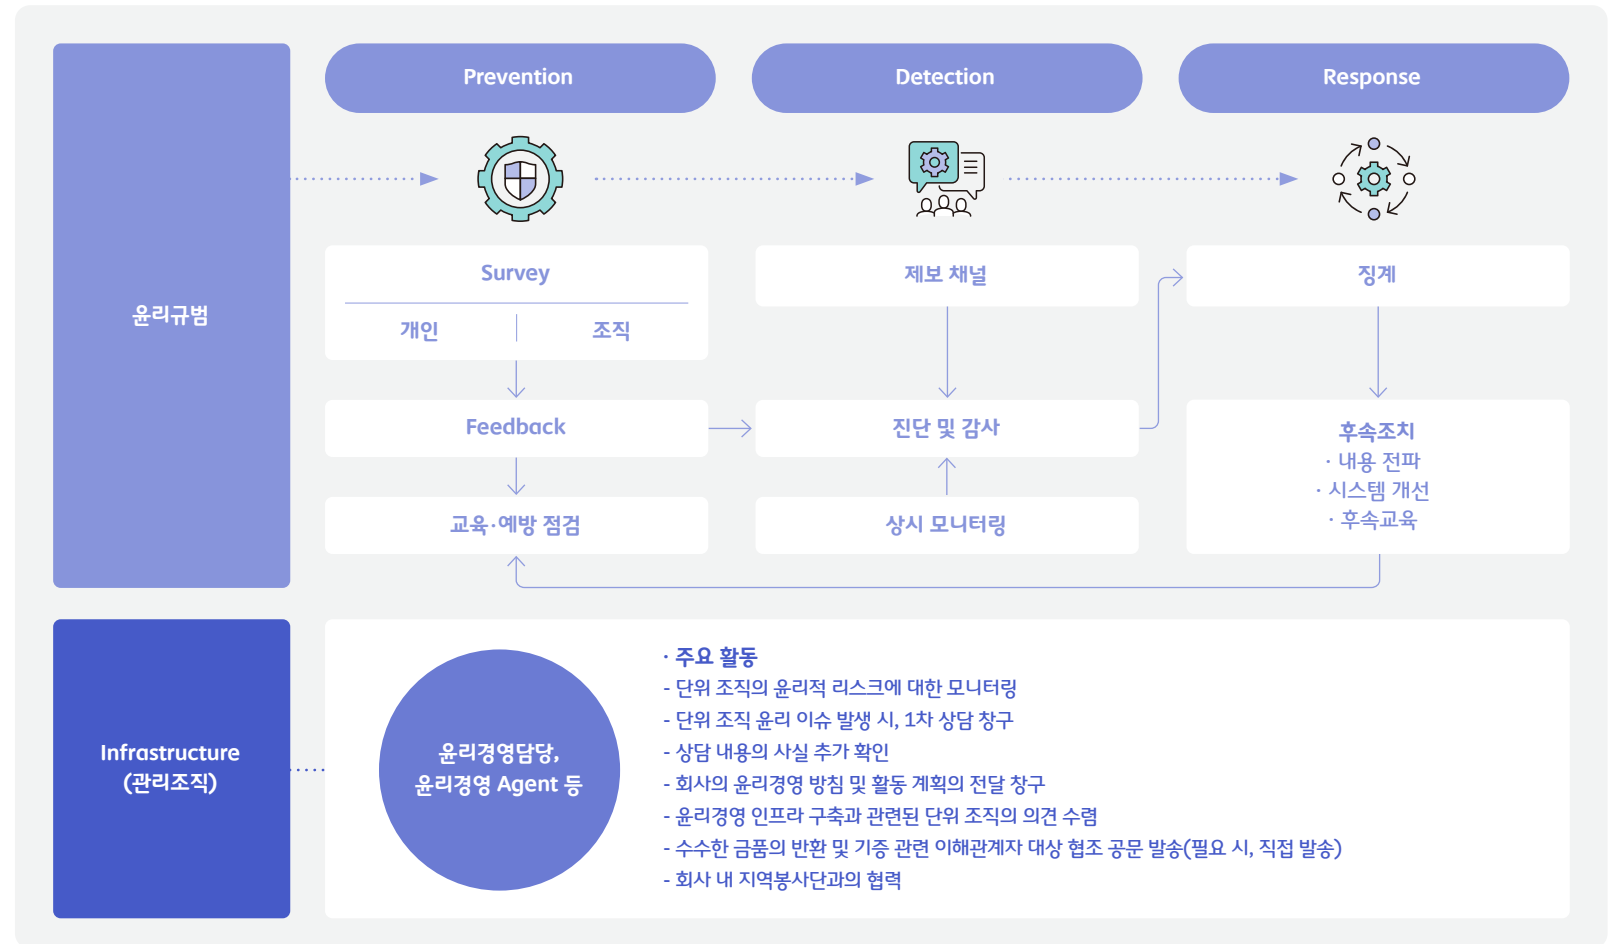 윤리규범
Prevention
Detection
Response
Survey
개인
조직
Feedback
교육·예방 점검
제보 채널
진단 및 감사
상시 모니터링
징계
후속조치
· 내용 전파
· 시스템 개선
· 후속교육
Infrastructure
(관리조직)
윤리경영담당,
윤리경영 Agent 등
· 주요 활동
- 단위 조직의 윤리적 리스크에 대한 모니터링
- 단위 조직 윤리 이슈 발생 시, 1차 상담 창구
- 상담 내용의 사실 추가 확인
- 회사의 윤리경영 방침 및 활동 계획의 전달 창구
- 윤리경영 인프라 구축과 관련된 단위 조직의 의견 수렴
- 수수한 금품의 반환 및 기증 관련 이해관계자 대상 협조 공문 발송(필요 시, 직접 발송)
- 회사 내 지역봉사단과의 협력